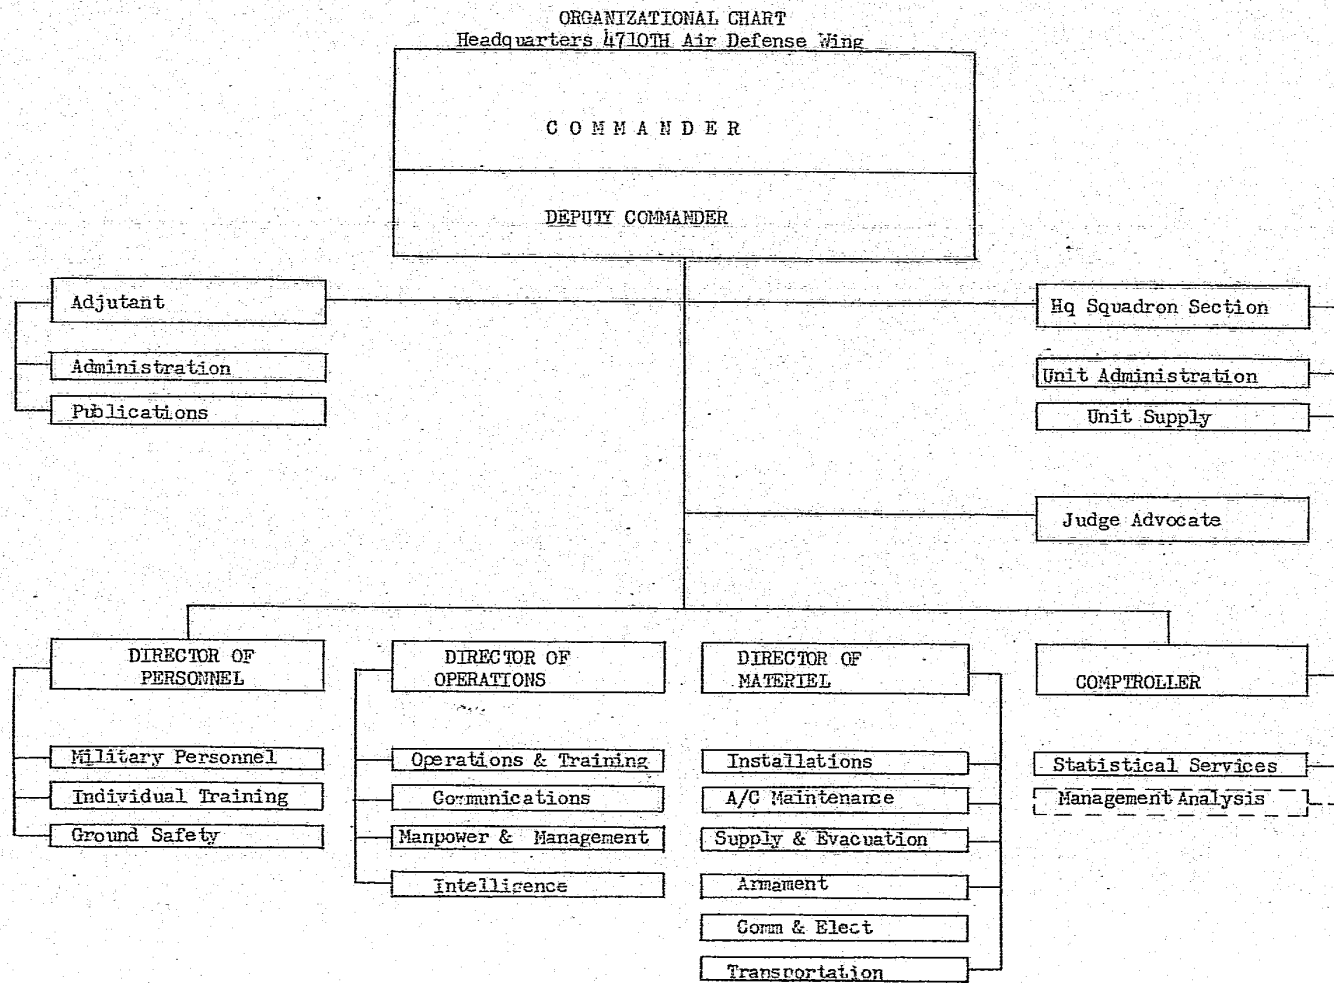 ORGANIZATIONAL CHART
Headquarters 4710TH Air Defense Wing
COMMANDER
DEPUTY COMMANDER
Adjutant
Administration
Publications
Hq Squadron Section
Unit Administration
Unit Supply
Judge Advocate
DIRECTOR OF
PERSONNEL
Military Personnel
Individual Training
Ground Safety
DIRECTOR OF
OPERATIONS
Operations & Training
Communications
Manpower & Management
Intelligence
DIRECTOR OF
MATERIEL
Installations
A/C Maintenance
Supply & Evacuation
Armament
Comm & Elect
Transportation
COMPTROLLER
Statistical Services
Management Analysis